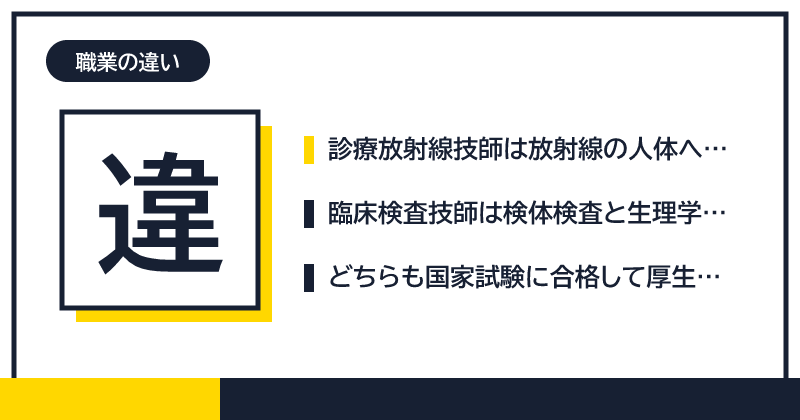 職業の違い
違
診療放射線技師は放射線の人体へ…
臨床検査技師は検体検査と生理学…
どちらも国家試験に合格して厚生…